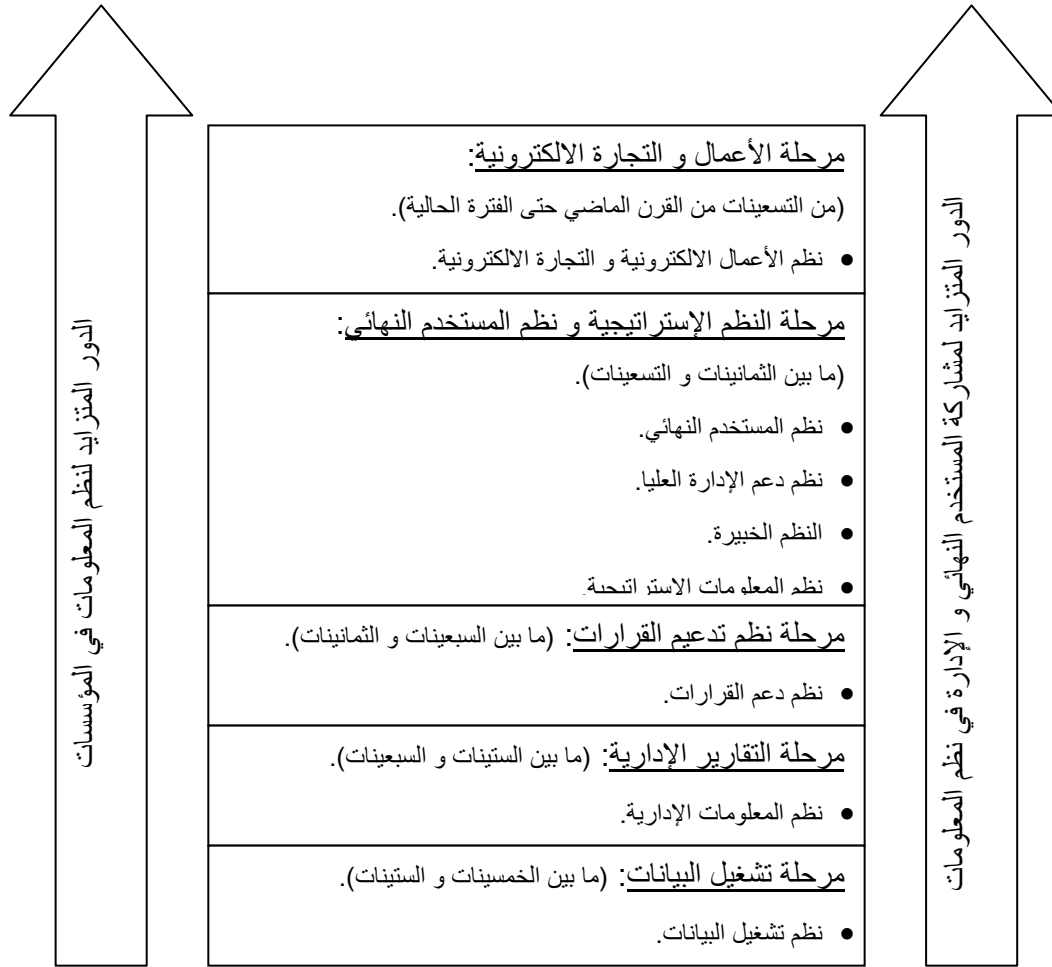 الدور المتزايد لمشاركة المستخدم النهائي و الإدارة في نظم المعلومات
مرحلة الأعمال و التجارة الالكترونية:
(من التسعينات من القرن الماضي حتى الفترة الحالية).
● نظم الأعمال الالكترونية و التجارة الالكترونية.
مرحلة النظم الإستراتيجية و نظم المستخدم النهائي:
(ما بين الثمانينات و التسعينات).
● نظم المستخدم النهائي.
● نظم دعم الإدارة العليا.
● النظم الخبيرة.
● نظم المعلومات الاستراتيجية.
مرحلة نظم تدعيم القرارات: (ما بين السبعينات و الثمانينات).
● نظم دعم القرارات.
مرحلة التقارير الإدارية: (ما بين الستينات و السبعينات).
● نظم المعلومات الإدارية.
مرحلة تشغيل البيانات: (ما بين الخمسينات و الستينات).
● نظم تشغيل البيانات.
الدور المتزايد لنظم المعلومات في المؤسسات